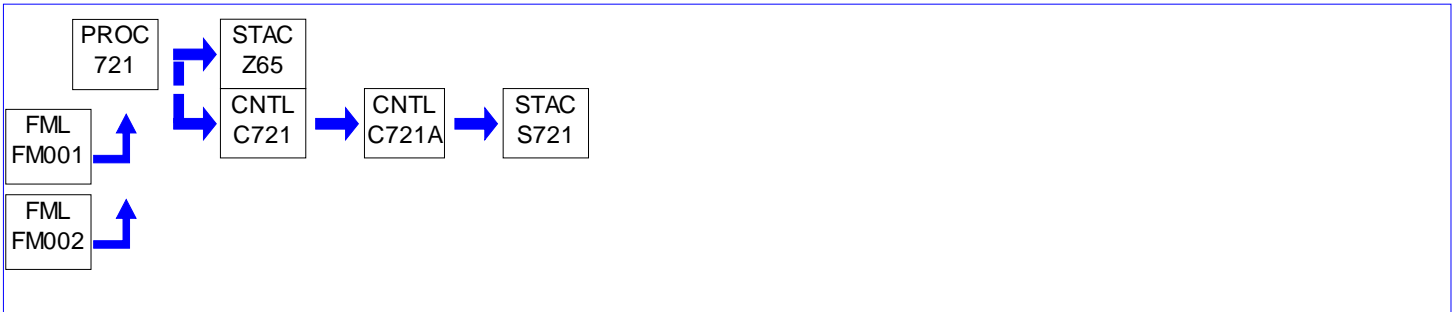 PROC
721
STAC
Z65
CNTL
C721
CNTL
C721A
STAC
S721
FML
FM001
FML
FM002